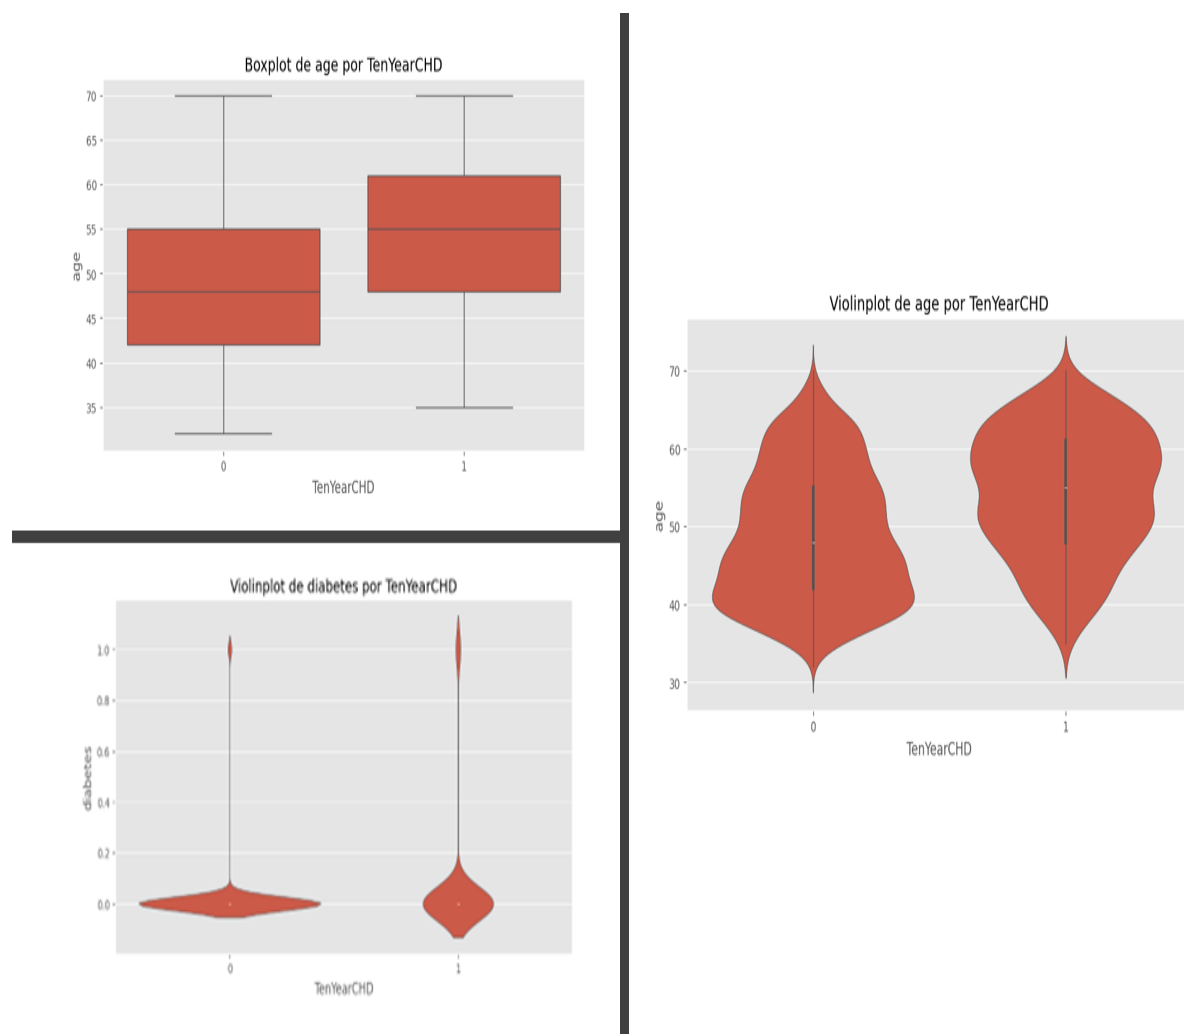 Boxplot de age por TenYearCHD
70
65
60
55
50
45
40
35
age
0 1
TenYearCHD
Violinplot de diabetes por TenYearCHD
1.0
0.8
0.6
0.4
0.2
0.0
diabetes
0 1
TenYearCHD
Violinplot de age por TenYearCHD
70
60
50
40
30
age
0 1
TenYearCHD